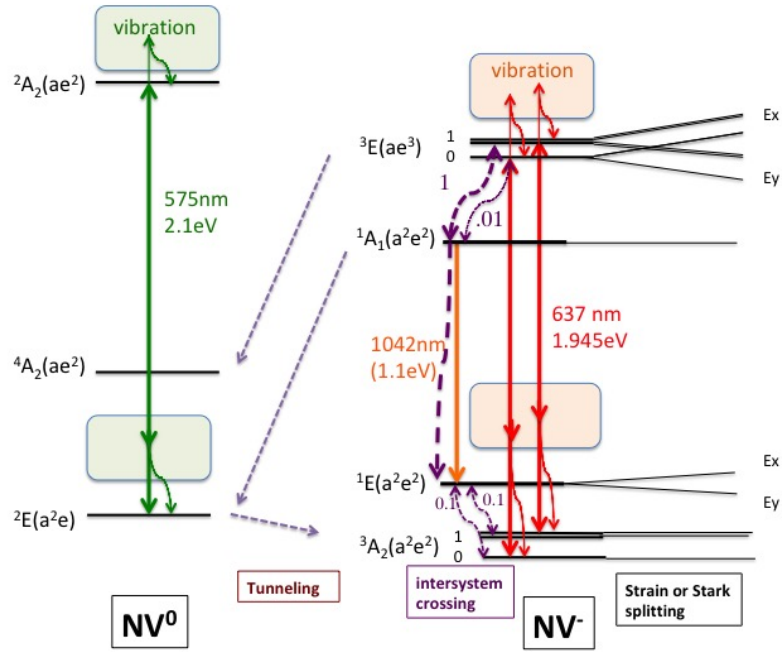 vibration
²A₂(ae²)
575nm
2.1eV
⁴A₂(ae²)
²E(a²e)
NV⁰
Tunneling
vibration
Ex
1
³E(ae³)
0
Ey
1
.01
¹A₁(a²e²)
637 nm
1.945eV
1042nm
(1.1eV)
Ex
¹E(a²e²)
Ey
0.1
0.1
1
³A₂(a²e²)
0
intersystem
crossing
NV⁻
Strain or Stark
splitting